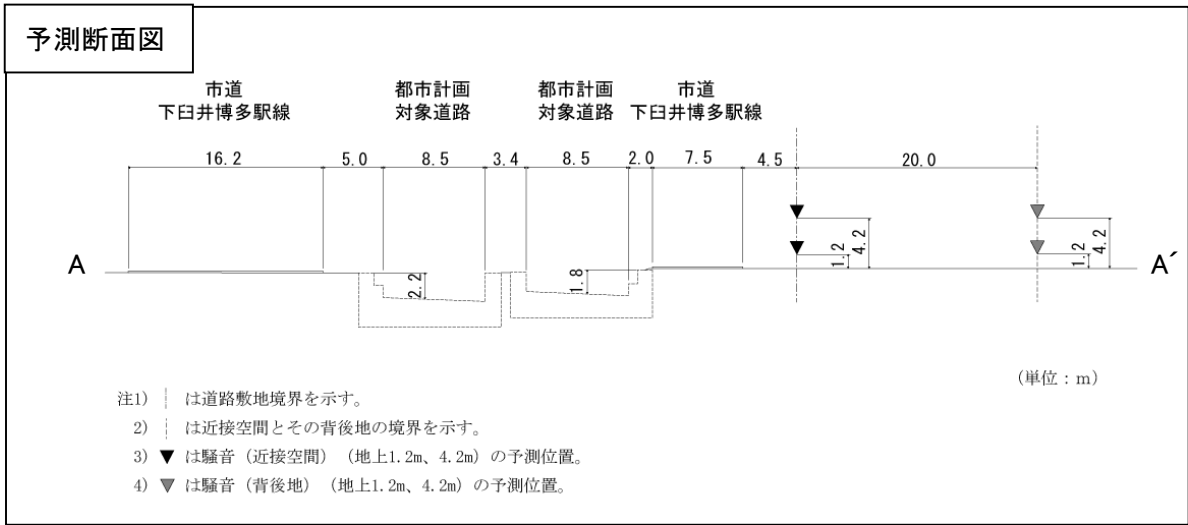 予測断面図
市道
下臼井博多駅線
都市計画
対象道路
都市計画
対象道路
市道
下臼井博多駅線
16.2 5.0 8.5 3.4 8.5 2.0 7.5 4.5 20.0
4.2
1.2
4.2
1.2
A
2.2
1.8
A´
(単位：m)
注1) は道路敷地境界を示す。
2) は近接空間とその背後地の境界を示す。
3) ▼ は騒音（近接空間）（地上1.2m、4.2m）の予測位置。
4) ▼ は騒音（背後地）（地上1.2m、4.2m）の予測位置。